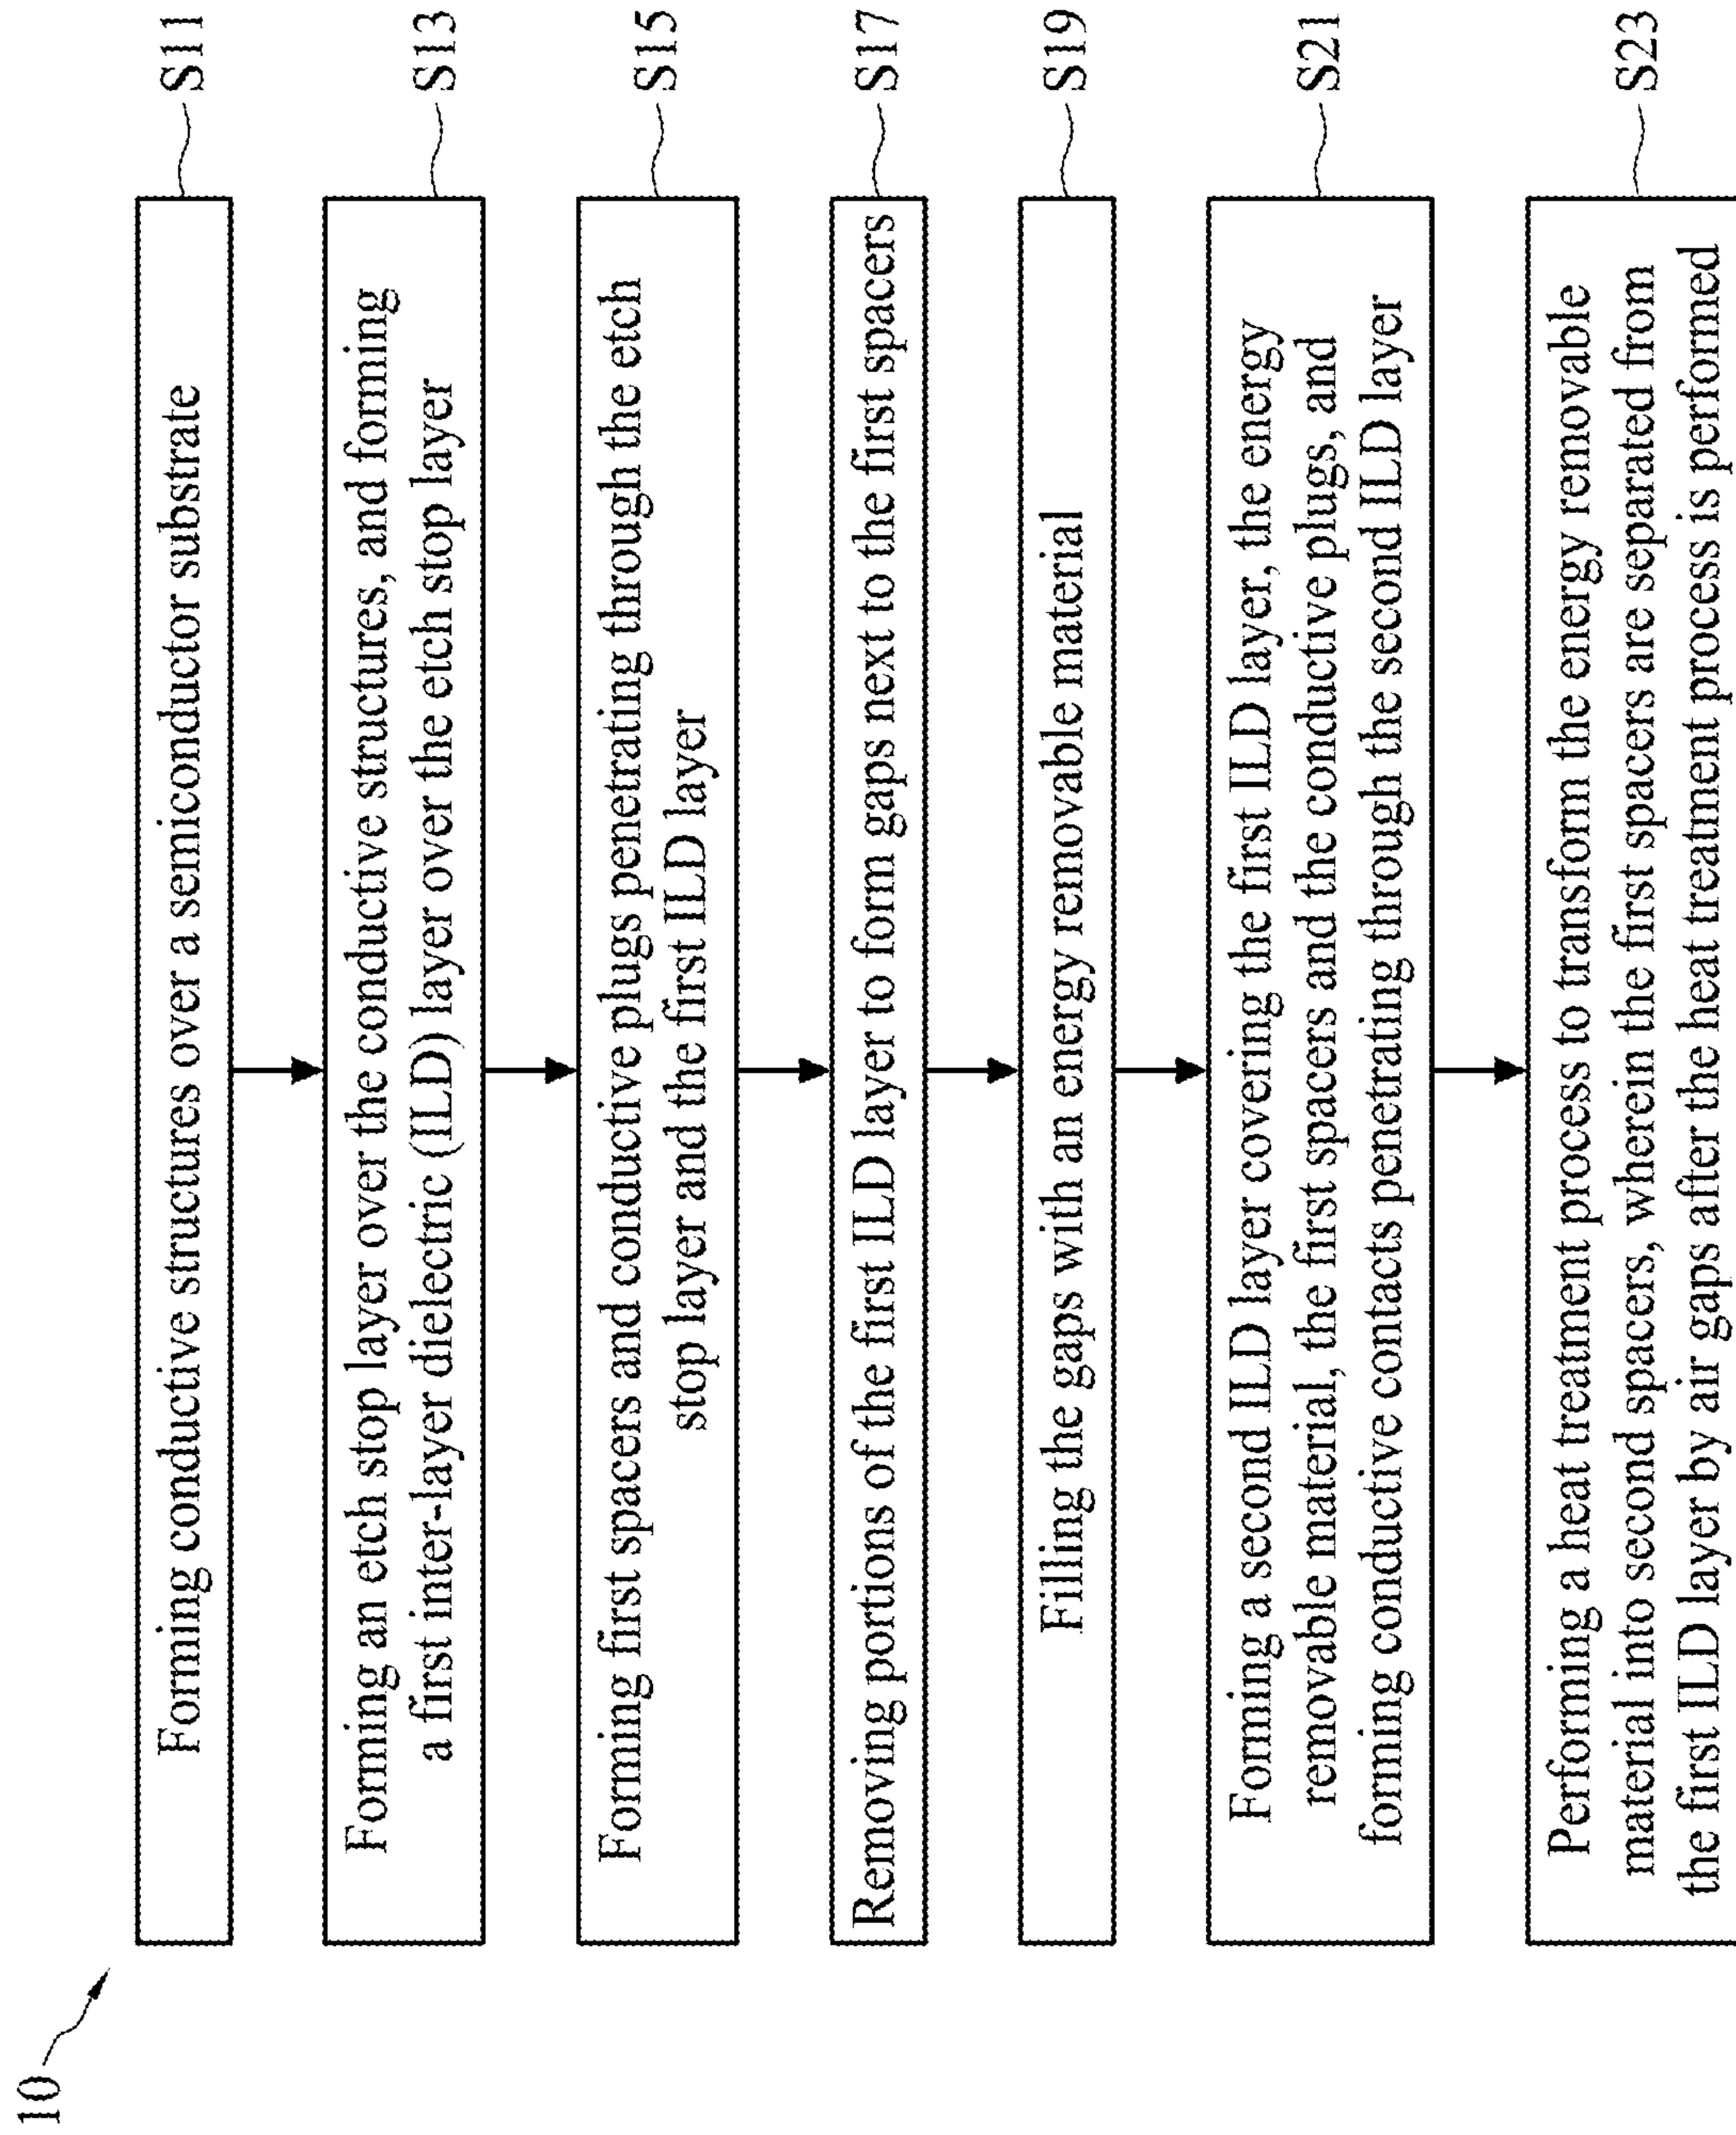 10
Forming conductive structures over a semiconductor substrate
S11
Forming an etch stop layer over the conductive structures, and forming
a first inter-layer dielectric (ILD) layer over the etch stop layer
S13
Forming first spacers and conductive plugs penetrating through the etch
stop layer and the first ILD layer
S15
Removing portions of the first ILD layer to form gaps next to the first spacers
S17
Filling the gaps with an energy removable material
S19
Forming a second ILD layer covering the first ILD layer, the energy
removable material, the first spacers and the conductive plugs, and
forming conductive contacts penetrating through the second ILD layer
S21
Performing a heat treatment process to transform the energy removable
material into second spacers, wherein the first spacers are separated from
the first ILD layer by air gaps after the heat treatment process is performed
S23